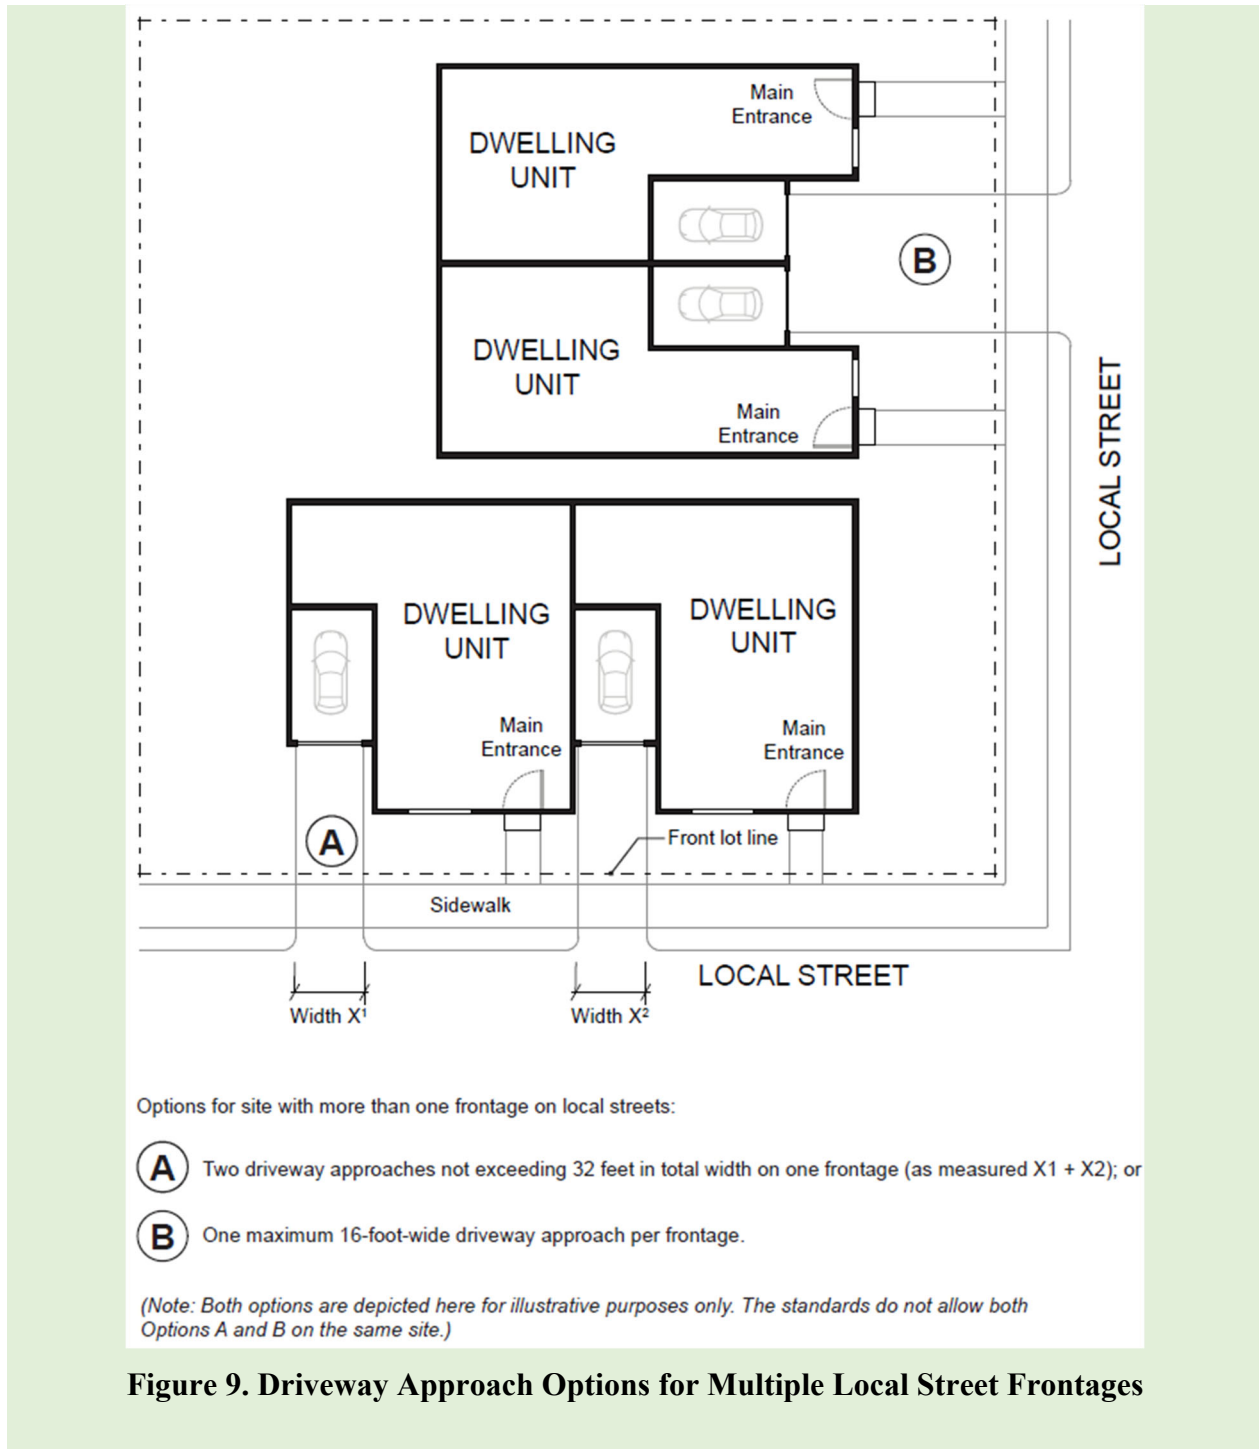 Main
Entrance
DWELLING
UNIT
B
DWELLING
UNIT
Main
Entrance
LOCAL STREET
DWELLING
UNIT
DWELLING
UNIT
Main
Entrance
Main
Entrance
A
Front lot line
Sidewalk
LOCAL STREET
Width X¹
Width X²
Options for site with more than one frontage on local streets:
A Two driveway approaches not exceeding 32 feet in total width on one frontage (as measured X1 + X2); or
B One maximum 16-foot-wide driveway approach per frontage.
(Note: Both options are depicted here for illustrative purposes only. The standards do not allow both
Options A and B on the same site.)
Figure 9. Driveway Approach Options for Multiple Local Street Frontages